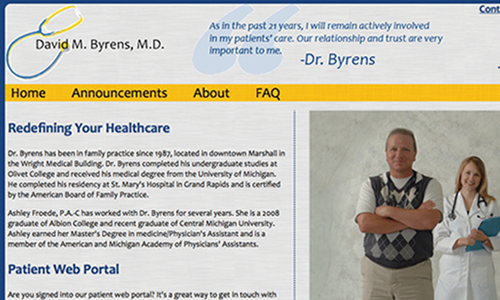 Cont
As in the past 21 years, I will remain actively involved
in my patients' care. Our relationship and trust are very
important to me.
-Dr. Byrens
David M. Byrens, M.D.
Home Announcements About FAQ
Redefining Your Healthcare
Dr. Byrens has been in family practice since 1987, located in downtown Marshall in
the Wright Medical Building. Dr. Byrens completed his undergraduate studies at
Olivet College and received his medical degree from the University of Michigan.
He completed his residency at St. Mary's Hospital in Grand Rapids and is certified
by the American Board of Family Practice.
Ashley Froede, P.A.-C has worked with Dr. Byrens for several years. She is a 2008
graduate of Albion College and recent graduate of Central Michigan University.
Ashley earned her Master's Degree in medicine/Physician's Assistant and is a
member of the American and Michigan Academy of Physicians' Assistants.
Patient Web Portal
Are you signed into our patient web portal? It's a great way to get in touch with